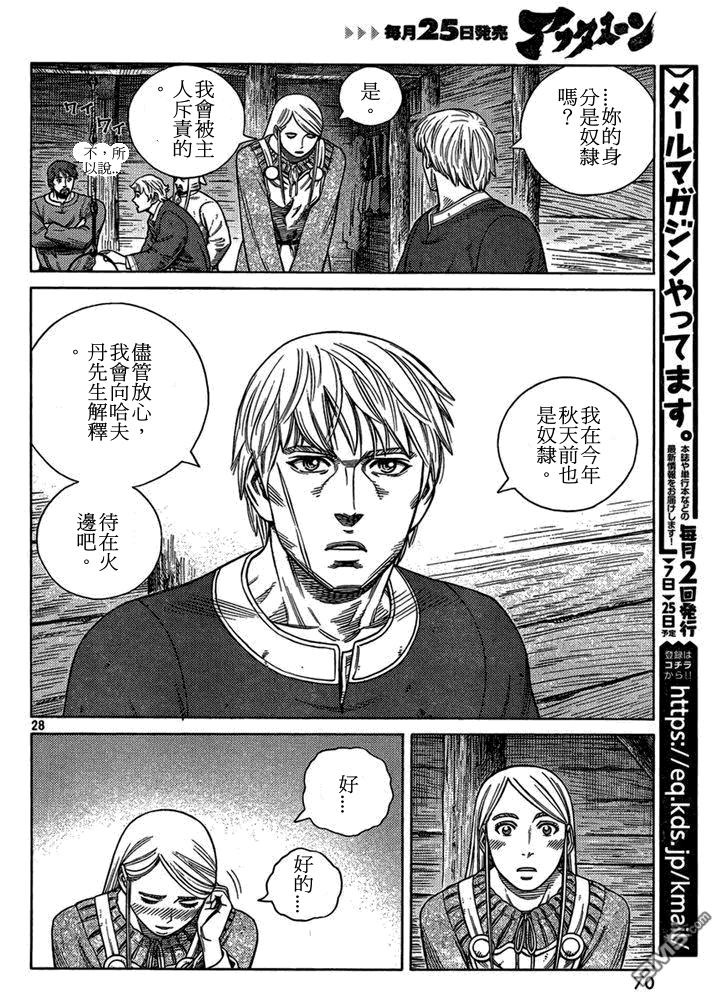 毎月25日発売 アフタヌーン
…妳的身
分是奴隸
嗎？
是。
我會被主
人斥責的
。
ワイ
ワイ
不，所
以說…
我在今年
秋天前也
是奴隸。
儘管放心，
我會向哈夫
丹先生解釋
。
待在火
邊吧。
28
好
……
好的
……
メールマガジンやってます。
本誌や単行本などの
最新情報をお届けします！
毎月2回発行
7日、25日予定
登録は
コチラ
から!!
70